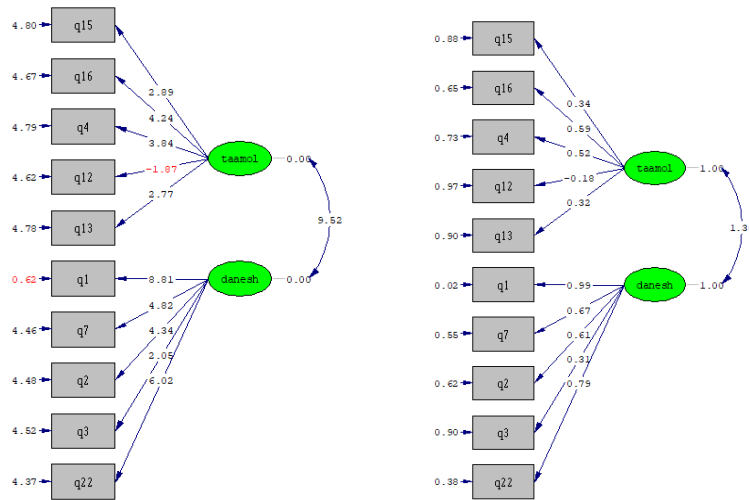 4.80 q15
4.67 q16
4.79 q4
4.62 q12
4.78 q13
0.62 q1
4.46 q7
4.48 q2
4.52 q3
4.37 q22
2.89
4.24
3.84
-1.87
2.77
8.81
4.82
4.34
2.05
6.02
taamol 0.00
danesh 0.00
9.52
0.88 q15
0.65 q16
0.73 q4
0.97 q12
0.90 q13
0.02 q1
0.55 q7
0.62 q2
0.90 q3
0.38 q22
0.34
0.59
0.52
-0.18
0.32
0.99
0.67
0.61
0.31
0.79
taamol 1.00
danesh 1.00